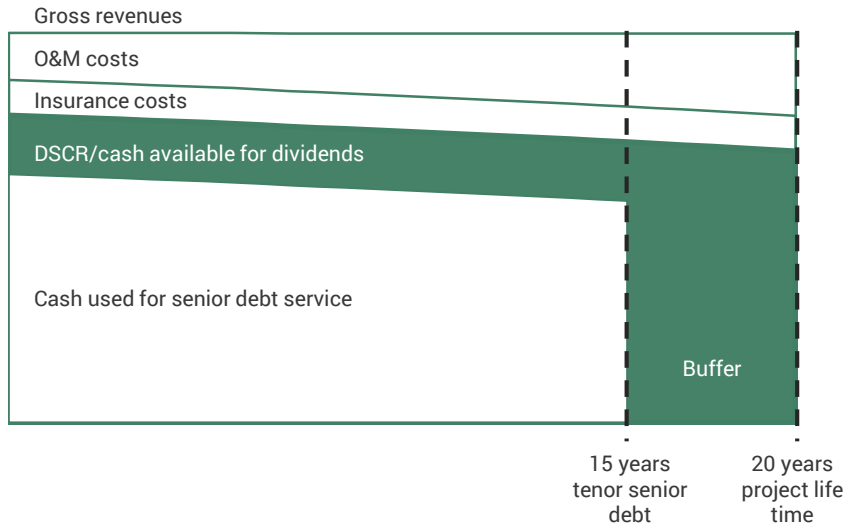 Gross revenues
O&M costs
Insurance costs
DSCR/cash available for dividends
Cash used for senior debt service
Buffer
15 years
tenor senior
debt
20 years
project life
time